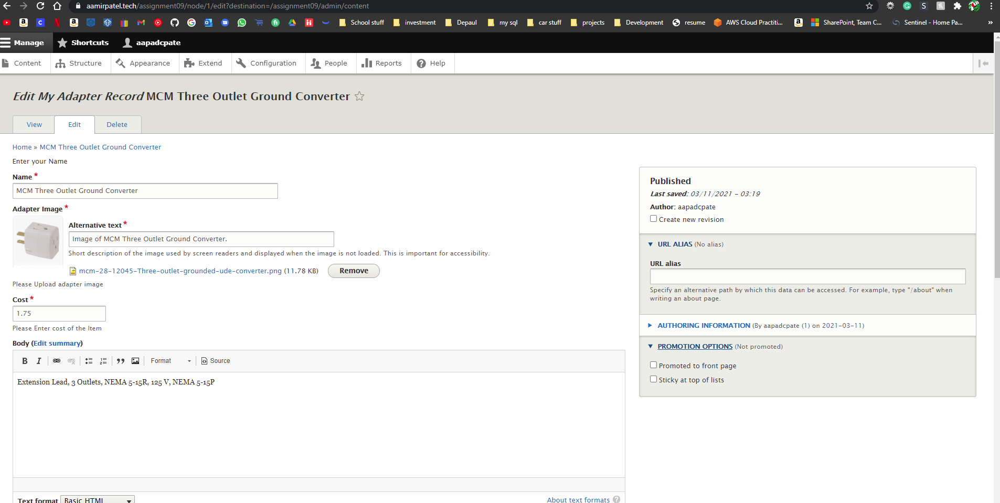 aamirpatel.tech/assignment09/node/1/edit?destination=/assignment09/admin/content
School stuff investment Depaul my sql car stuff projects Development resume AWS Cloud Practiti... SharePoint, Team C... Sentinel - Home Pa... »
Manage Shortcuts aapadcpate
Content Structure Appearance Extend Configuration People Reports Help
Edit My Adapter Record MCM Three Outlet Ground Converter
View Edit Delete
Home » MCM Three Outlet Ground Converter
Enter your Name
Name *
MCM Three Outlet Ground Converter
Adapter Image *
Alternative text *
Image of MCM Three Outlet Ground Converter.
Short description of the image used by screen readers and displayed when the image is not loaded. This is important for accessibility.
mcm-28-12045-Three-outlet-grounded-ude-converter.png (11.78 KB) Remove
Please Upload adapter image
Cost *
1.75
Please Enter cost of the Item
Body (Edit summary)
B I Format Source
Extension Lead, 3 Outlets, NEMA 5-15R, 125 V, NEMA 5-15P
Text format Basic HTML
About text formats ?
Published
Last saved: 03/11/2021 - 03:19
Author: aapadcpate
Create new revision
URL ALIAS (No alias)
URL alias
Specify an alternative path by which this data can be accessed. For example, type "/about" when
writing an about page.
AUTHORING INFORMATION (By aapadcpate (1) on 2021-03-11)
PROMOTION OPTIONS (Not promoted)
Promoted to front page
Sticky at top of lists